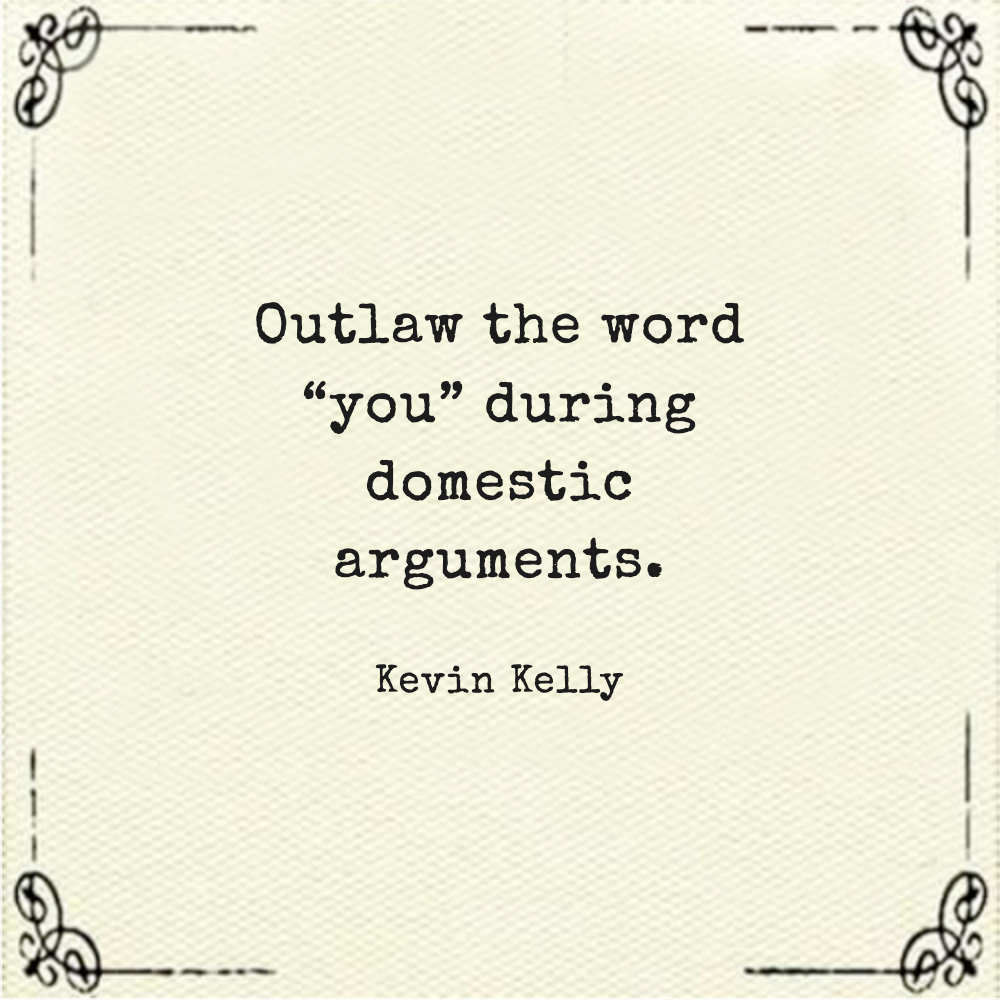 Outlaw the word
“you” during
domestic
arguments.
Kevin Kelly